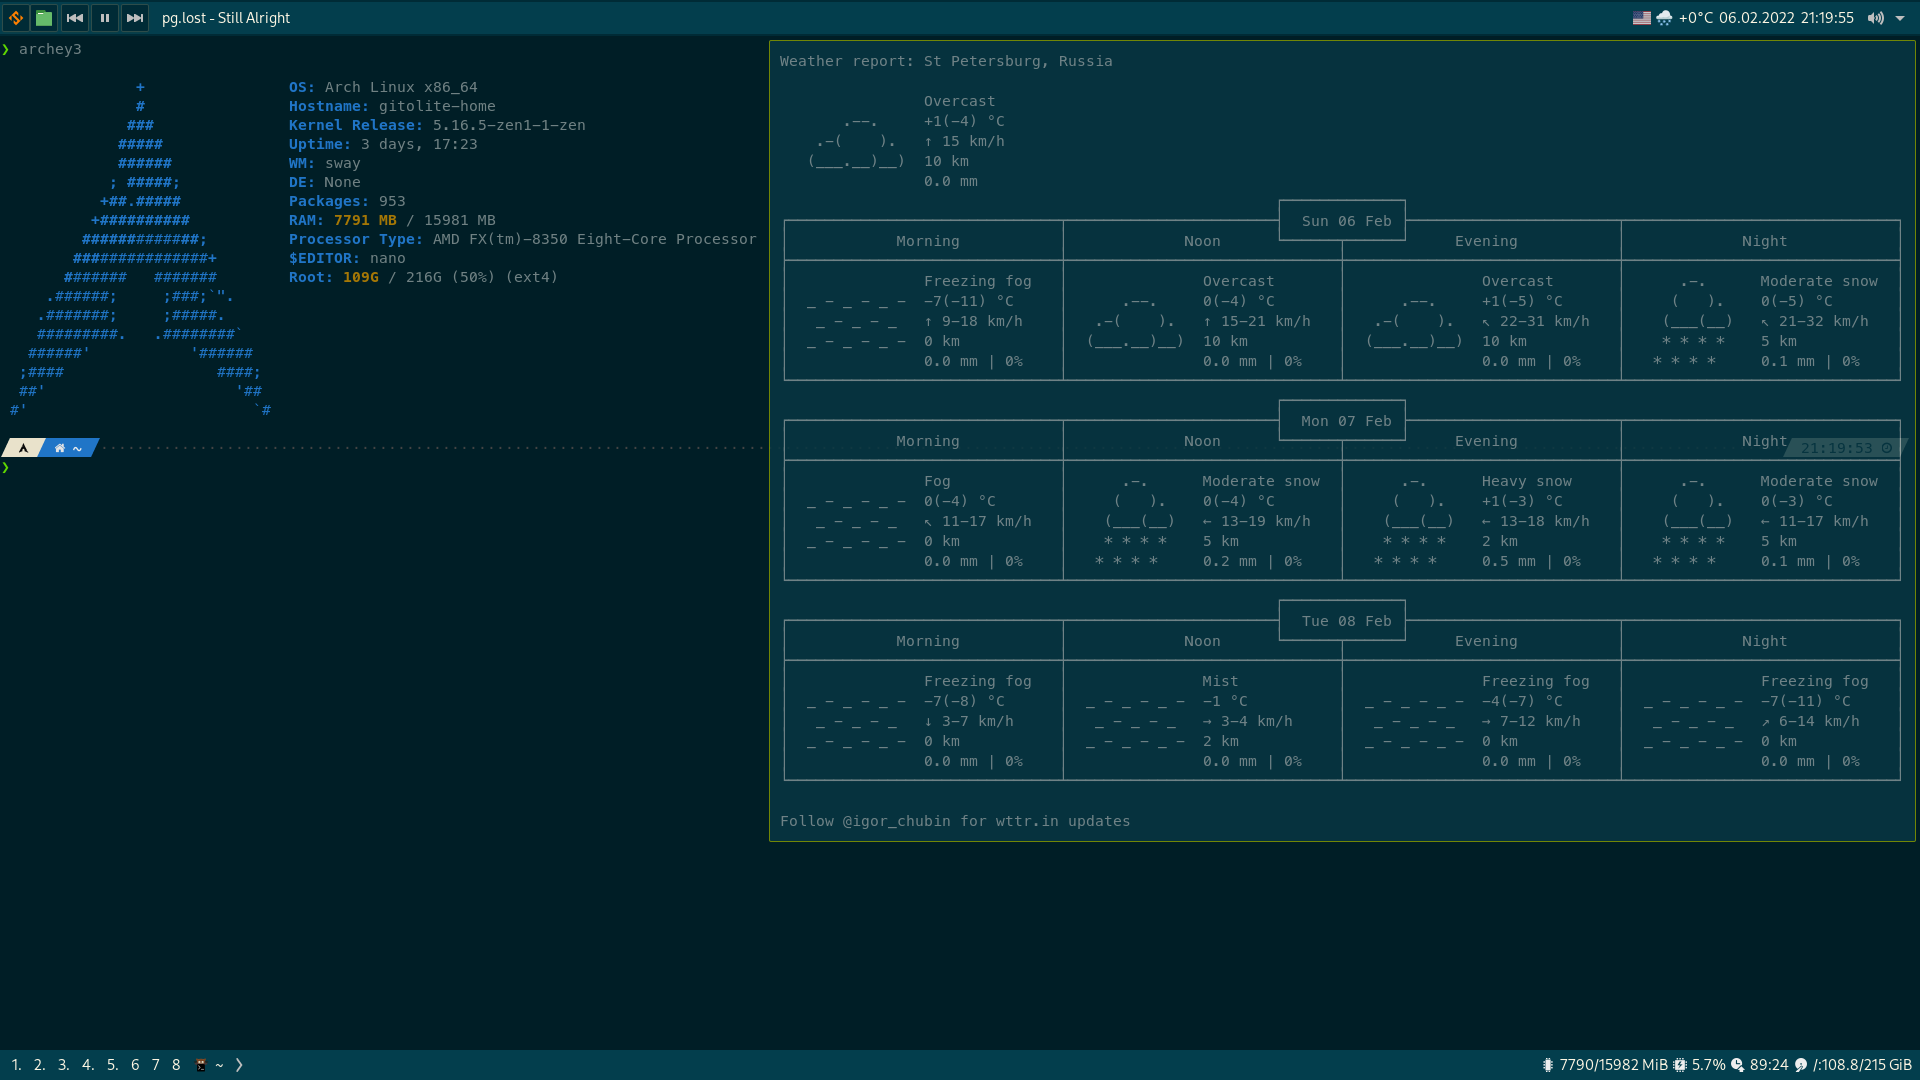 pg.lost - Still Alright
+0°C 06.02.2022 21:19:55
❯ archey3
OS: Arch Linux x86_64
Hostname: gitolite-home
Kernel Release: 5.16.5-zen1-1-zen
Uptime: 3 days, 17:23
WM: sway
DE: None
Packages: 953
RAM: 7791 MB / 15981 MB
Processor Type: AMD FX(tm)-8350 Eight-Core Processor
$EDITOR: nano
Root: 109G / 216G (50%) (ext4)
~
21:19:53
❯
Weather report: St Petersburg, Russia
Overcast
+1(-4) °C
↑ 15 km/h
10 km
0.0 mm
Sun 06 Feb
Morning Noon Evening Night
Freezing fog Overcast Overcast Moderate snow
-7(-11) °C 0(-4) °C +1(-5) °C 0(-5) °C
↑ 9-18 km/h ↑ 15-21 km/h ↖ 22-31 km/h ↖ 21-32 km/h
0 km 10 km 10 km 5 km
0.0 mm | 0% 0.0 mm | 0% 0.0 mm | 0% 0.1 mm | 0%
Mon 07 Feb
Morning Noon Evening Night
Fog Moderate snow Heavy snow Moderate snow
0(-4) °C 0(-4) °C +1(-3) °C 0(-3) °C
↖ 11-17 km/h ← 13-19 km/h ← 13-18 km/h ← 11-17 km/h
0 km 5 km 2 km 5 km
0.0 mm | 0% 0.2 mm | 0% 0.5 mm | 0% 0.1 mm | 0%
Tue 08 Feb
Morning Noon Evening Night
Freezing fog Mist Freezing fog Freezing fog
-7(-8) °C -1 °C -4(-7) °C -7(-11) °C
↓ 3-7 km/h → 3-4 km/h → 7-12 km/h ↗ 6-14 km/h
0 km 2 km 0 km 0 km
0.0 mm | 0% 0.0 mm | 0% 0.0 mm | 0% 0.0 mm | 0%
Follow @igor_chubin for wttr.in updates
1. 2. 3. 4. 5. 6 7 8 ~ ❯
7790/15982 MiB 5.7% 89:24 /:108.8/215 GiB